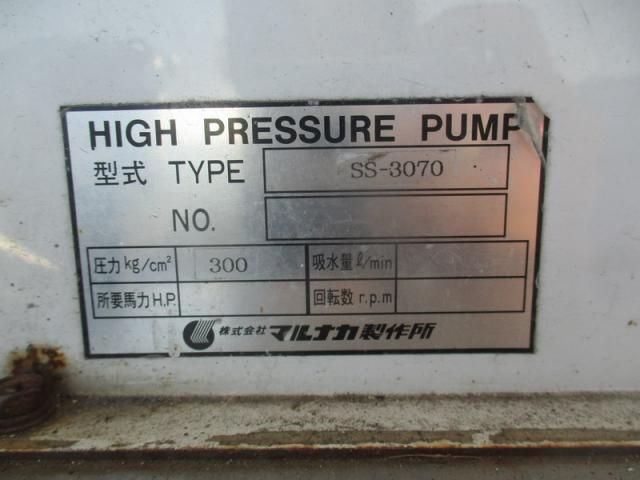 HIGH PRESSURE PUMP
型式 TYPE SS-3070
NO.
圧力 kg/cm² 300 吸水量 ℓ/min
所要馬力 H.P. 回転数 r.p.m
株式会社 マルナカ製作所